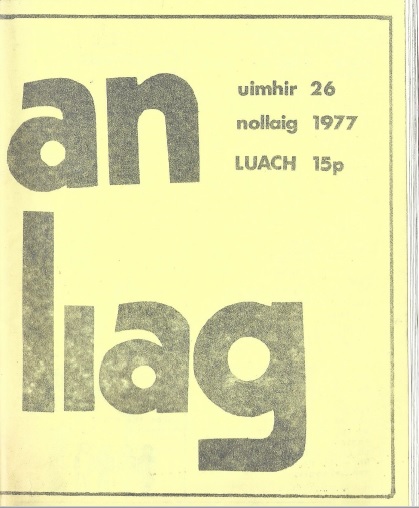 an
liag
uimhir 26
nollaig 1977
LUACH 15p